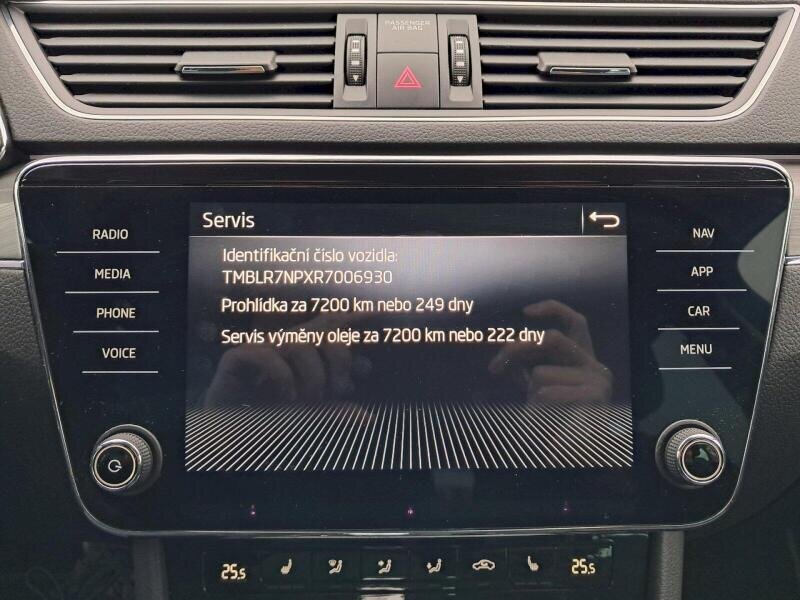 PASSENGER
AIR BAG
Servis
RADIO
MEDIA
PHONE
VOICE
Identifikační číslo vozidla:
TMBLR7NPXR7006930
Prohlídka za 7200 km nebo 249 dny
Servis výměny oleje za 7200 km nebo 222 dny
NAV
APP
CAR
MENU
25.5
25.5